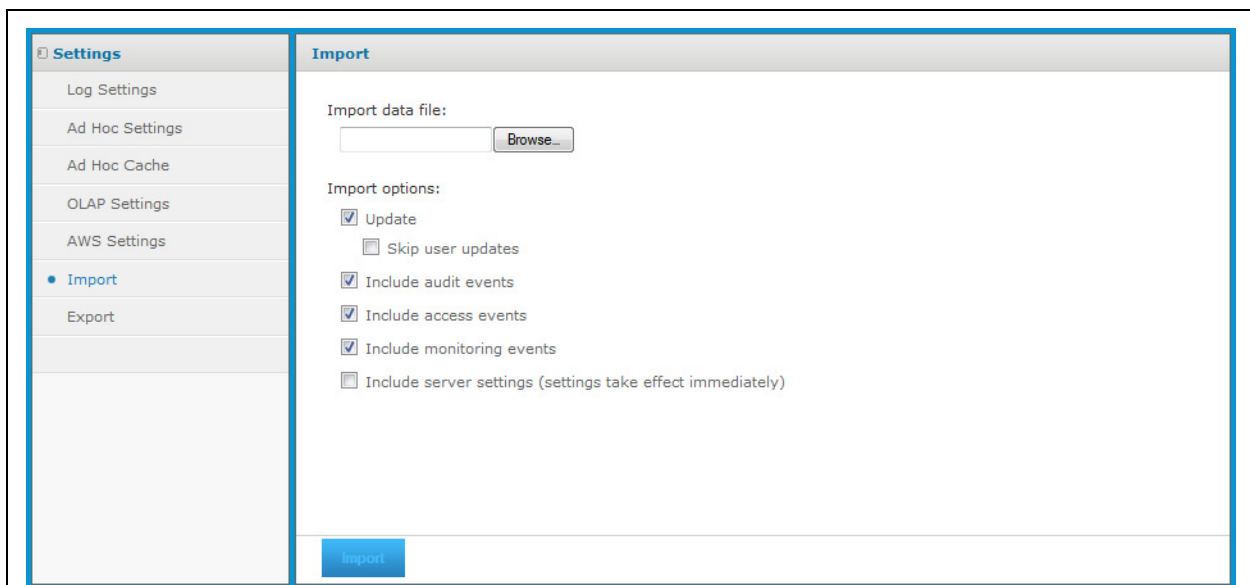 Settings
Log Settings
Ad Hoc Settings
Ad Hoc Cache
OLAP Settings
AWS Settings
Import
Export
Import
Import data file:
Browse...
Import options:
Update
Skip user updates
Include audit events
Include access events
Include monitoring events
Include server settings (settings take effect immediately)
Import